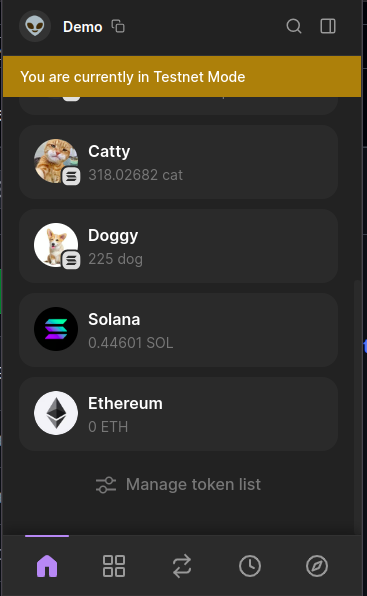 Demo
You are currently in Testnet Mode
Catty
318.02682 cat
Doggy
225 dog
Solana
0.44601 SOL
Ethereum
0 ETH
Manage token list